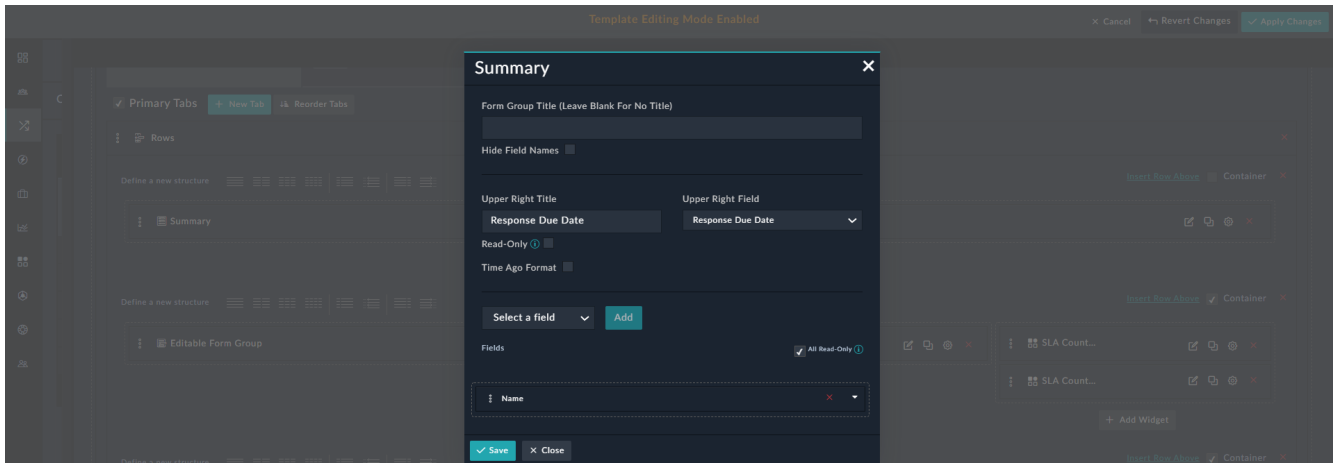 Template Editing Mode Enabled
× Cancel
Revert Changes
Apply Changes
Summary
Form Group Title (Leave Blank For No Title)
Hide Field Names
Upper Right Title
Upper Right Field
Response Due Date
Response Due Date
Read-Only
Time Ago Format
Select a field
Add
Fields
All Read-Only
Name
Save
× Close
Primary Tabs
+ New Tab
Reorder Tabs
Rows
Define a new structure
Insert Row Above
Container
Summary
Define a new structure
Insert Row Above
Container
Editable Form Group
SLA Count...
SLA Count...
+ Add Widget
Define a new structure
Insert Row Above
Container